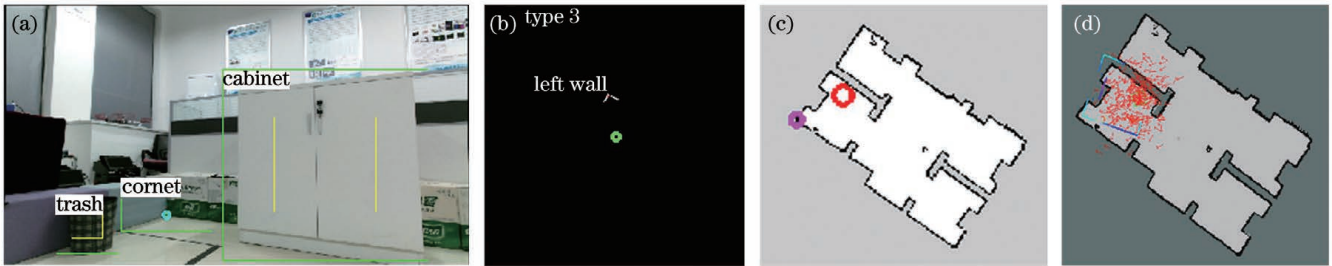 (a)
cabinet
cornet
trash
(b)
type 3
left wall
(c)
(d)